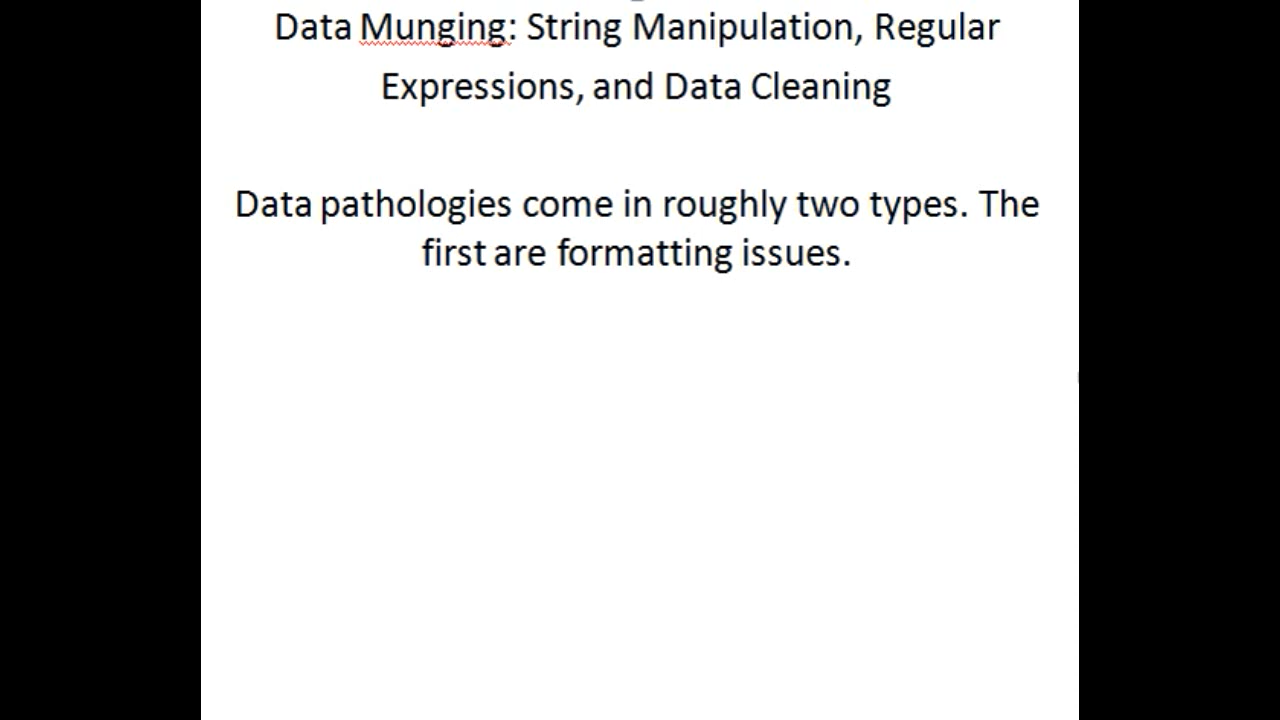 Data Munging: String Manipulation, Regular
Expressions, and Data Cleaning
Data pathologies come in roughly two types. The
first are formatting issues.